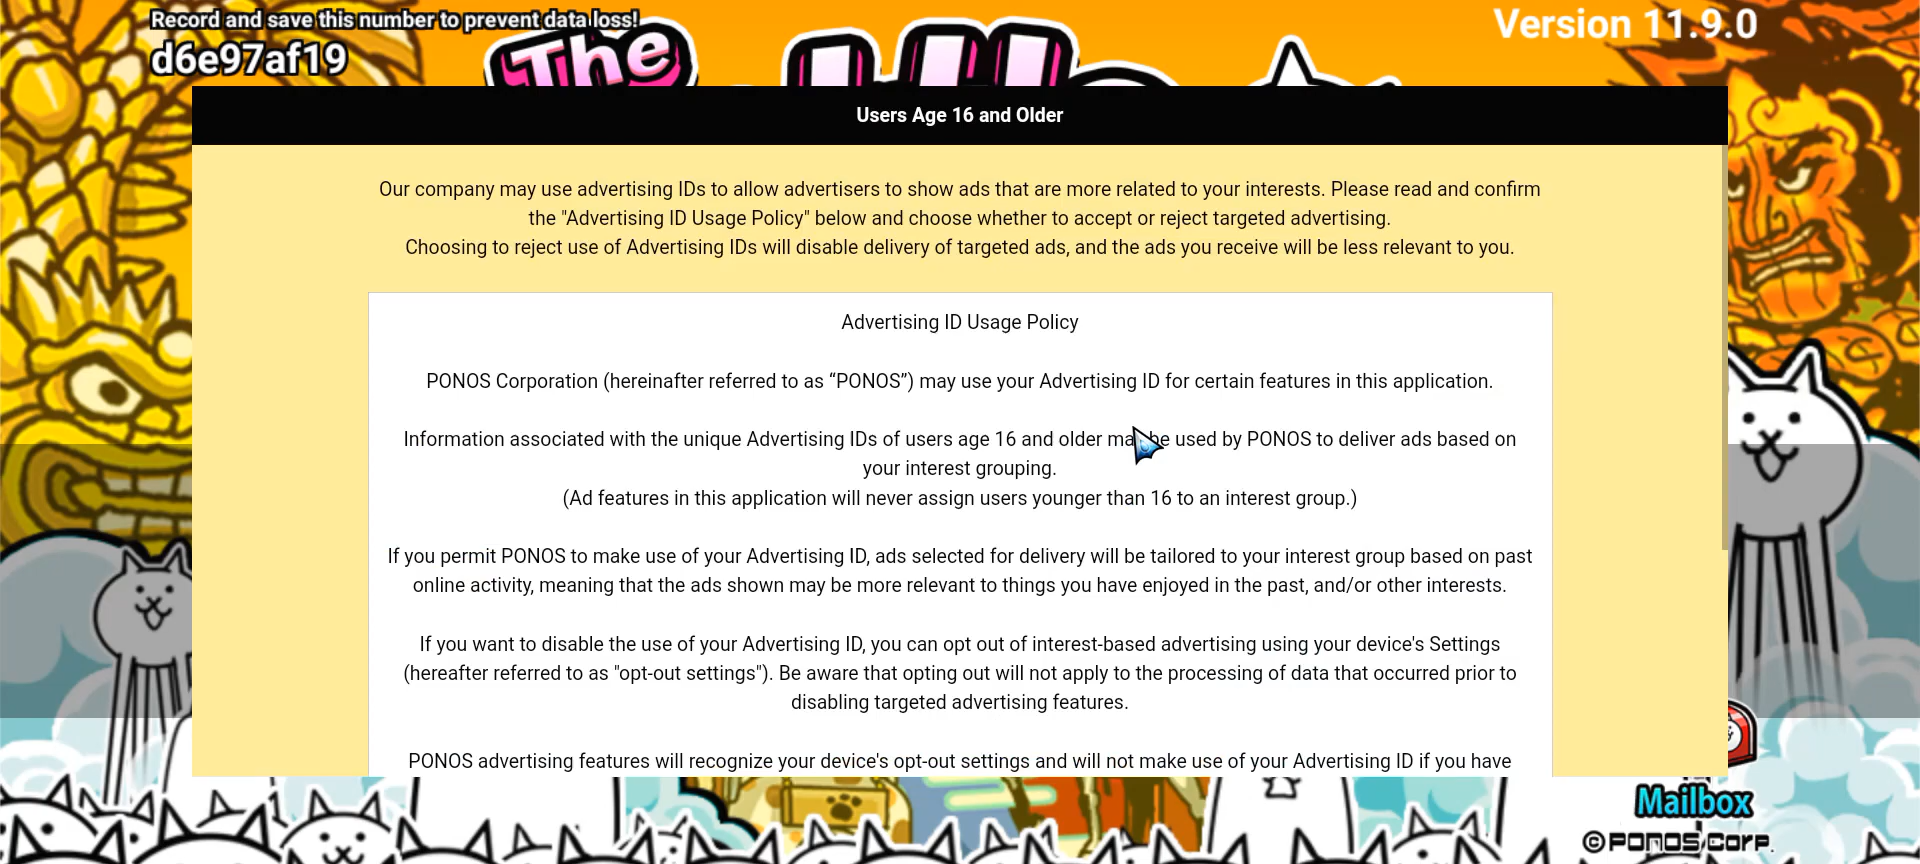 Record and save this number to prevent data loss!
d6e97af19
Version 11.9.0
The
Users Age 16 and Older
Our company may use advertising IDs to allow advertisers to show ads that are more related to your interests. Please read and confirm
the "Advertising ID Usage Policy" below and choose whether to accept or reject targeted advertising.
Choosing to reject use of Advertising IDs will disable delivery of targeted ads, and the ads you receive will be less relevant to you.
Advertising ID Usage Policy
PONOS Corporation (hereinafter referred to as “PONOS”) may use your Advertising ID for certain features in this application.
Information associated with the unique Advertising IDs of users age 16 and older may be used by PONOS to deliver ads based on
your interest grouping.
(Ad features in this application will never assign users younger than 16 to an interest group.)
If you permit PONOS to make use of your Advertising ID, ads selected for delivery will be tailored to your interest group based on past
online activity, meaning that the ads shown may be more relevant to things you have enjoyed in the past, and/or other interests.
If you want to disable the use of your Advertising ID, you can opt out of interest-based advertising using your device's Settings
(hereafter referred to as "opt-out settings"). Be aware that opting out will not apply to the processing of data that occurred prior to
disabling targeted advertising features.
PONOS advertising features will recognize your device's opt-out settings and will not make use of your Advertising ID if you have
Mailbox
©PONOS CORP.